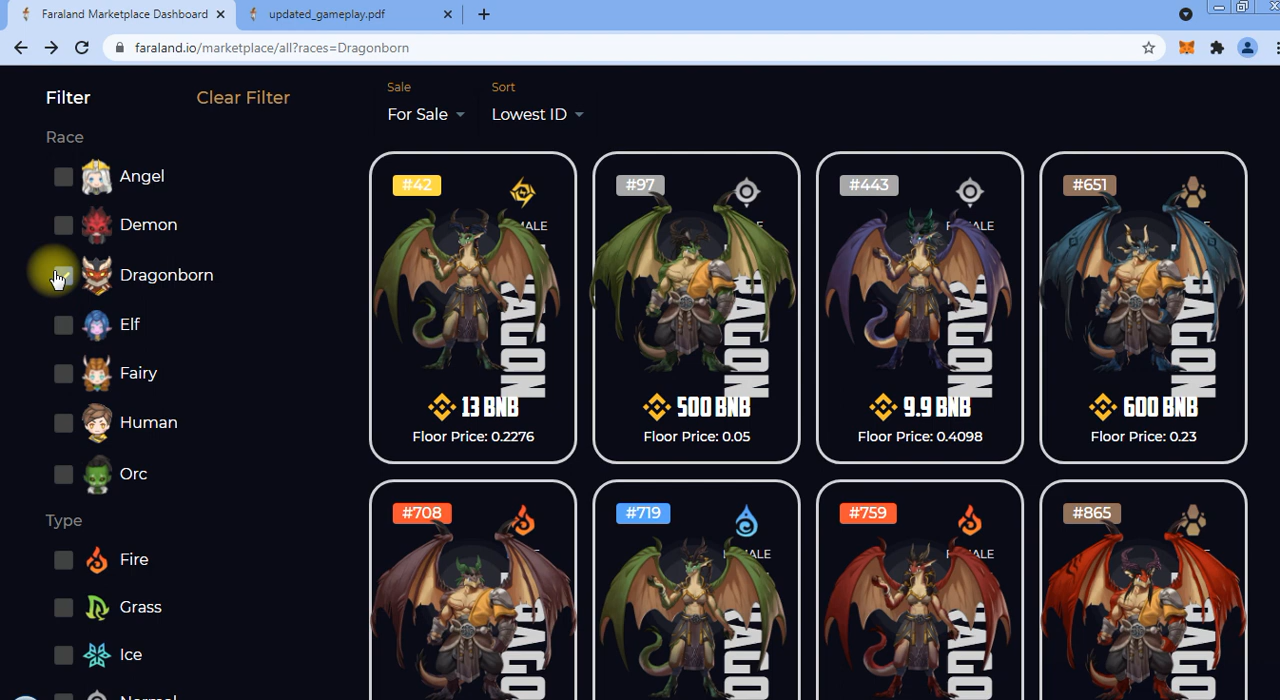 Faraland Marketplace Dashboard
updated_gameplay.pdf
faraland.io/marketplace/all?races=Dragonborn
Filter
Clear Filter
Race
Angel
Demon
Dragonborn
Elf
Fairy
Human
Orc
Type
Fire
Grass
Ice
Normal
Sale
For Sale
Sort
Lowest ID
#42
13 BNB
Floor Price: 0.2276
#97
500 BNB
Floor Price: 0.05
#443
9.9 BNB
Floor Price: 0.4098
#651
600 BNB
Floor Price: 0.23
#708
#719
#759
#865